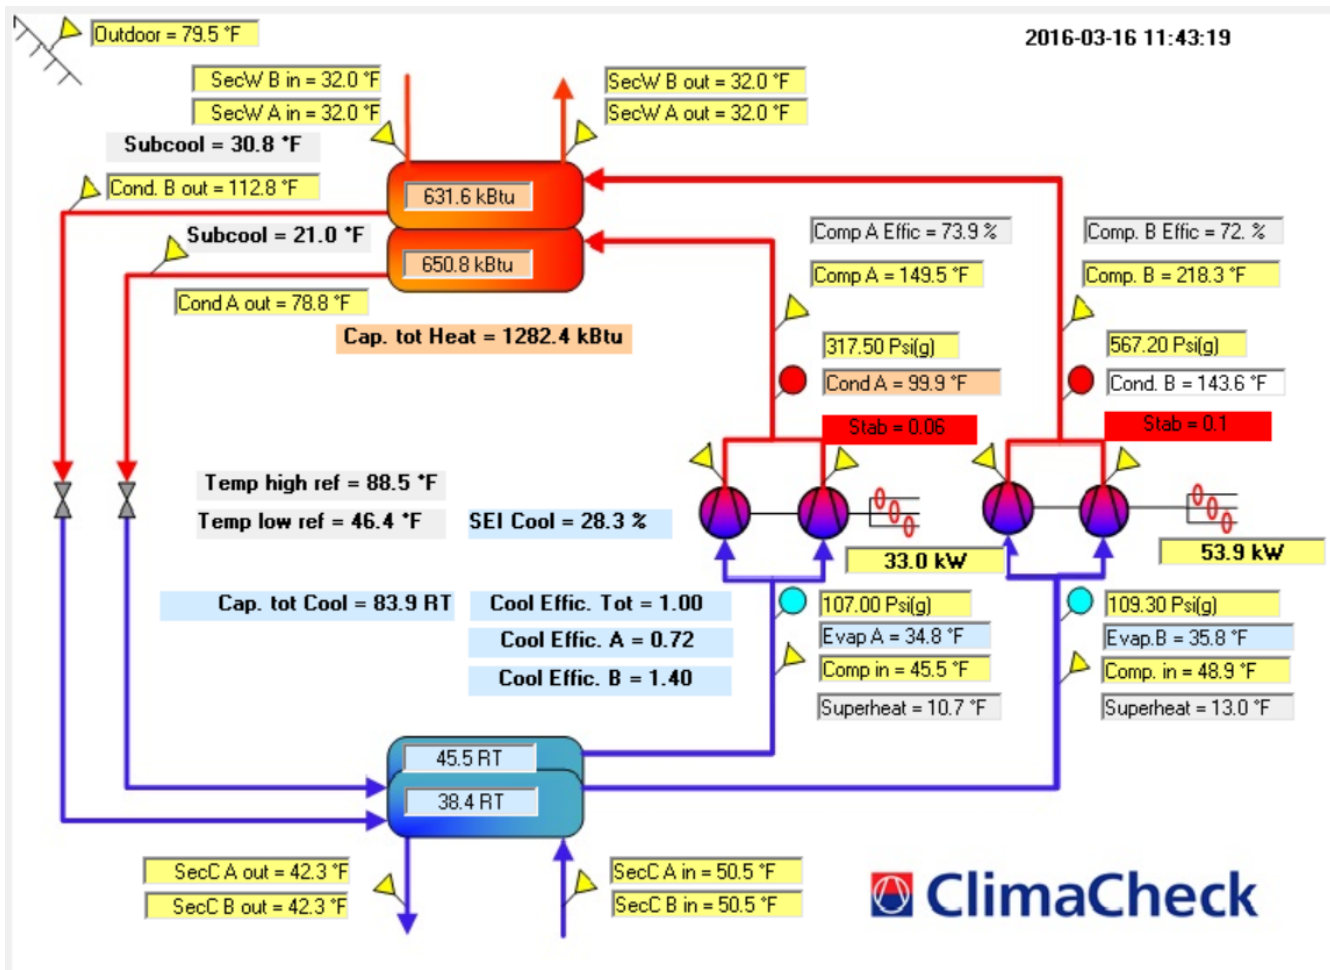 Outdoor = 79.5 °F
2016-03-16 11:43:19
SecW B in = 32.0 °F
SecW B out = 32.0 °F
SecW A in = 32.0 °F
SecW A out = 32.0 °F
Subcool = 30.8 °F
Cond. B out = 112.8 °F
631.6 kBtu
Subcool = 21.0 °F
650.8 kBtu
Cond A out = 78.8 °F
Cap. tot Heat = 1282.4 kBtu
Comp A Effic = 73.9 %
Comp. B Effic = 72. %
Comp A = 149.5 °F
Comp. B = 218.3 °F
317.50 Psi(g)
567.20 Psi(g)
Cond A = 99.9 °F
Cond. B = 143.6 °F
Stab = 0.06
Stab = 0.1
Temp high ref = 88.5 °F
Temp low ref = 46.4 °F
SEI Cool = 28.3 %
33.0 kW
53.9 kW
Cap. tot Cool = 83.9 RT
Cool Effic. Tot = 1.00
Cool Effic. A = 0.72
Cool Effic. B = 1.40
107.00 Psi(g)
109.30 Psi(g)
Evap A = 34.8 °F
Evap.B = 35.8 °F
Comp in = 45.5 °F
Comp. in = 48.9 °F
Superheat = 10.7 °F
Superheat = 13.0 °F
45.5 RT
38.4 RT
SecC A out = 42.3 °F
SecC A in = 50.5 °F
SecC B out = 42.3 °F
SecC B in = 50.5 °F
ClimaCheck